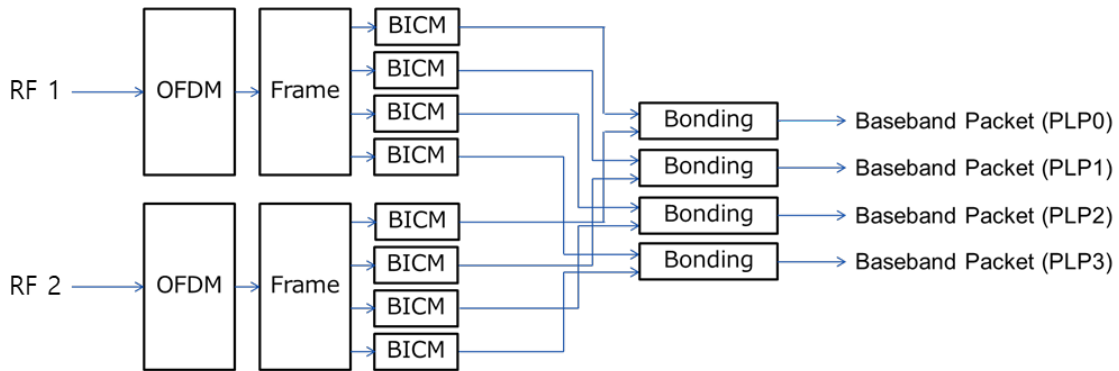 RF 1
OFDM
Frame
BICM
BICM
BICM
BICM
RF 2
OFDM
Frame
BICM
BICM
BICM
BICM
Bonding
Baseband Packet (PLP0)
Bonding
Baseband Packet (PLP1)
Bonding
Baseband Packet (PLP2)
Bonding
Baseband Packet (PLP3)